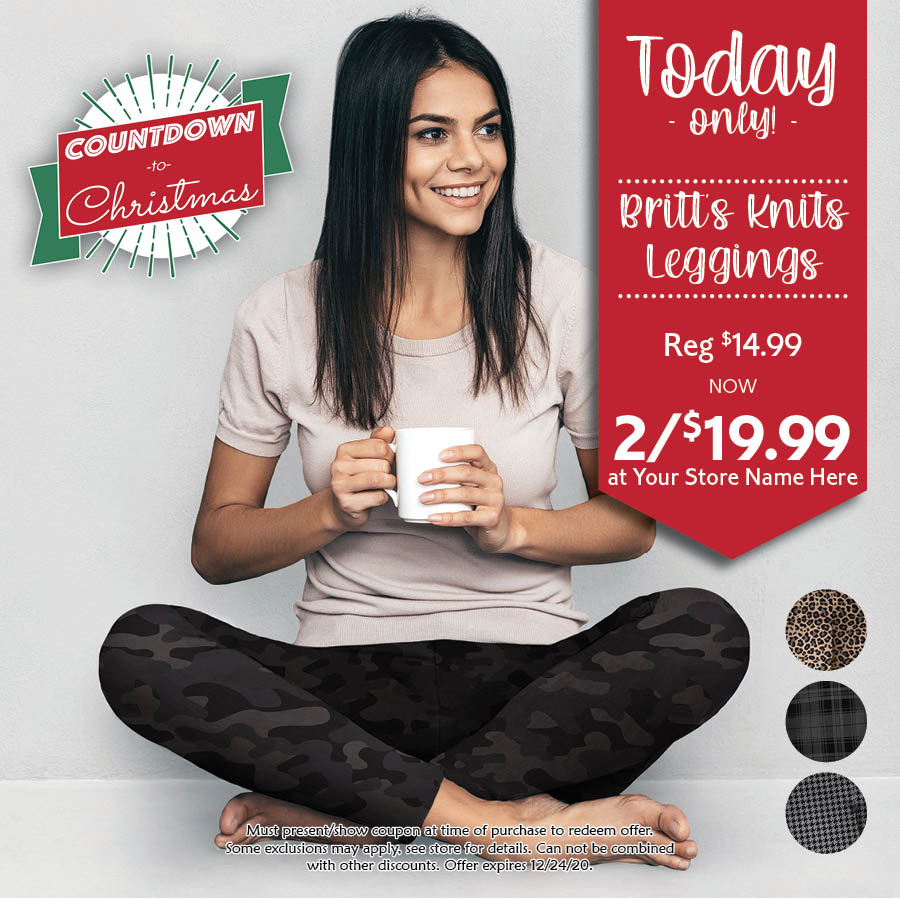 COUNTDOWN
-to-
Christmas
Today
- only! -
Britt's Knits
Leggings
Reg $14.99
NOW
2/$19.99
at Your Store Name Here
Must present/show coupon at time of purchase to redeem offer.
Some exclusions may apply, see store for details. Can not be combined
with other discounts. Offer expires 12/24/20.